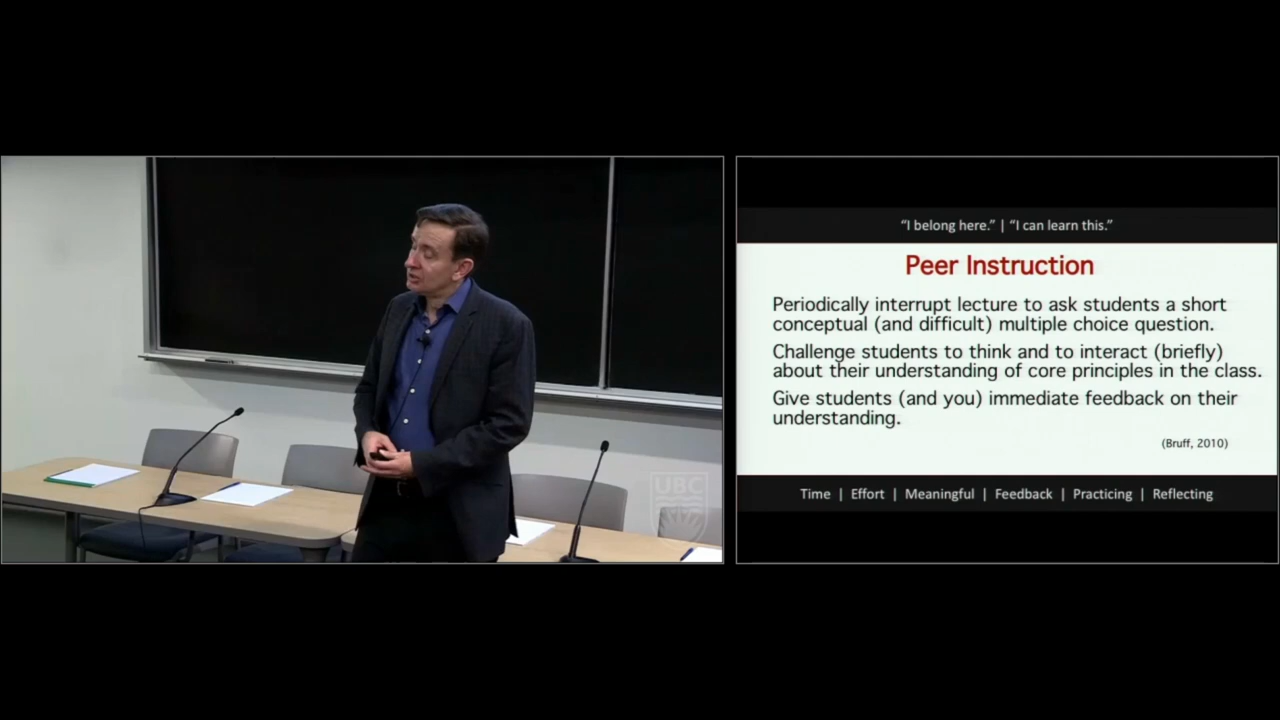 UBC
“I belong here.” | “I can learn this.”
Peer Instruction
Periodically interrupt lecture to ask students a short
conceptual (and difficult) multiple choice question.
Challenge students to think and to interact (briefly)
about their understanding of core principles in the class.
Give students (and you) immediate feedback on their
understanding.
(Bruff, 2010)
Time | Effort | Meaningful | Feedback | Practicing | Reflecting